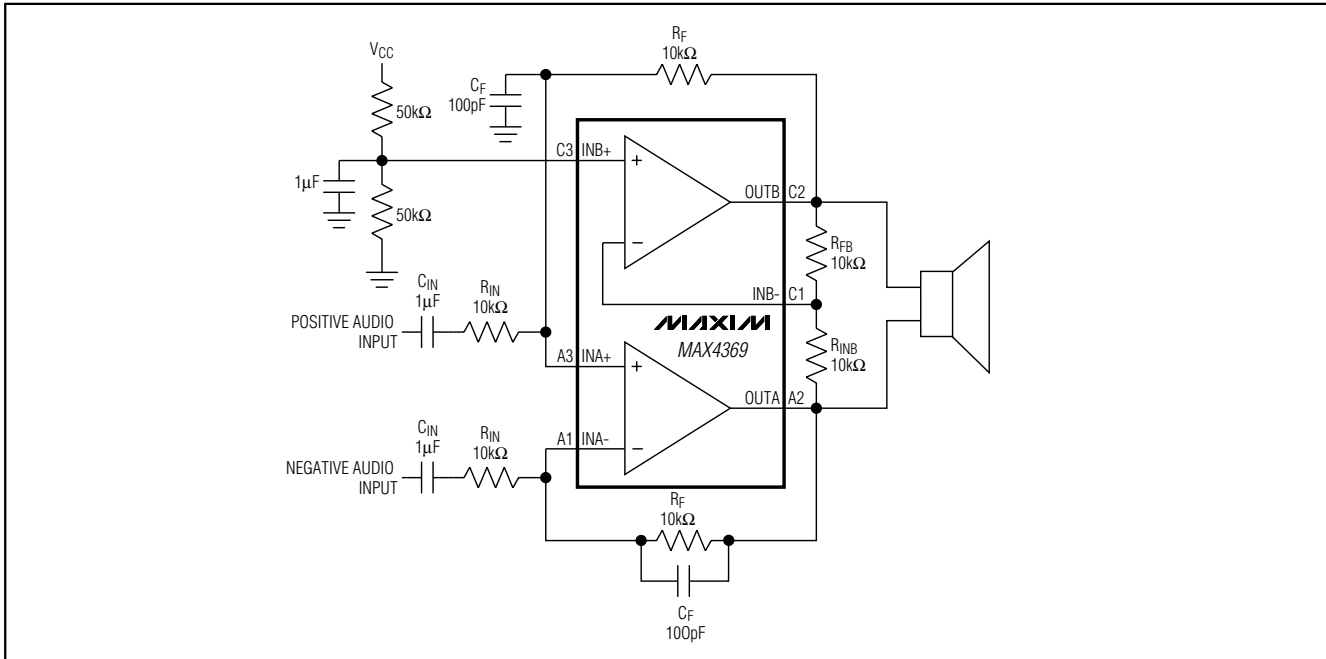 V_CC
50kΩ
1µF
50kΩ
C_F
100pF
R_F
10kΩ
C3 INB+
+
−
OUTB C2
R_FB
10kΩ
INB- C1
R_INB
10kΩ
MAXIM
MAX4369
C_IN
1µF
R_IN
10kΩ
POSITIVE AUDIO
INPUT
A3 INA+
+
−
OUTA A2
C_IN
1µF
R_IN
10kΩ
A1 INA-
NEGATIVE AUDIO
INPUT
R_F
10kΩ
C_F
100pF